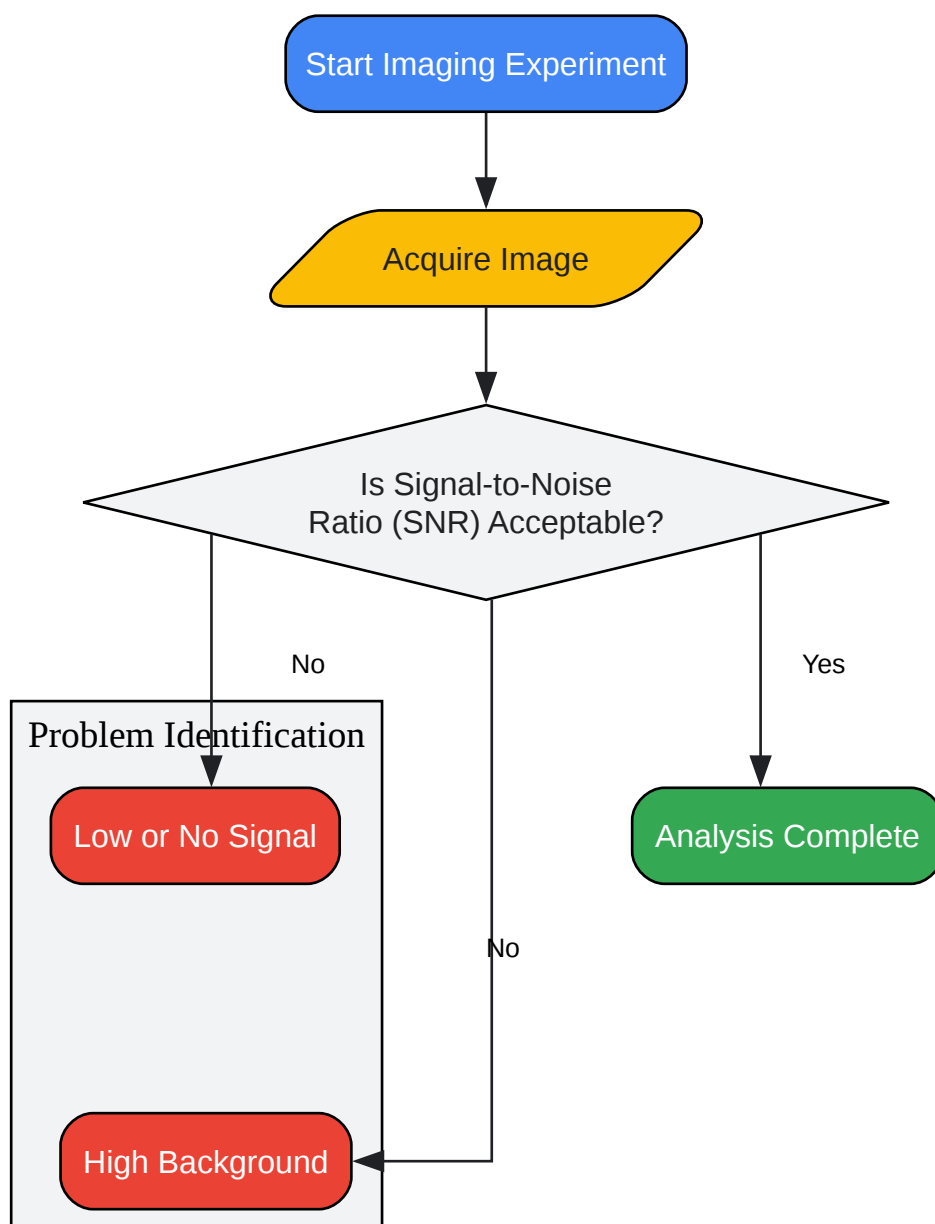 Start Imaging Experiment
Acquire Image
Is Signal-to-Noise
Ratio (SNR) Acceptable?
No
Yes
Problem Identification
Low or No Signal
Analysis Complete
No
High Background